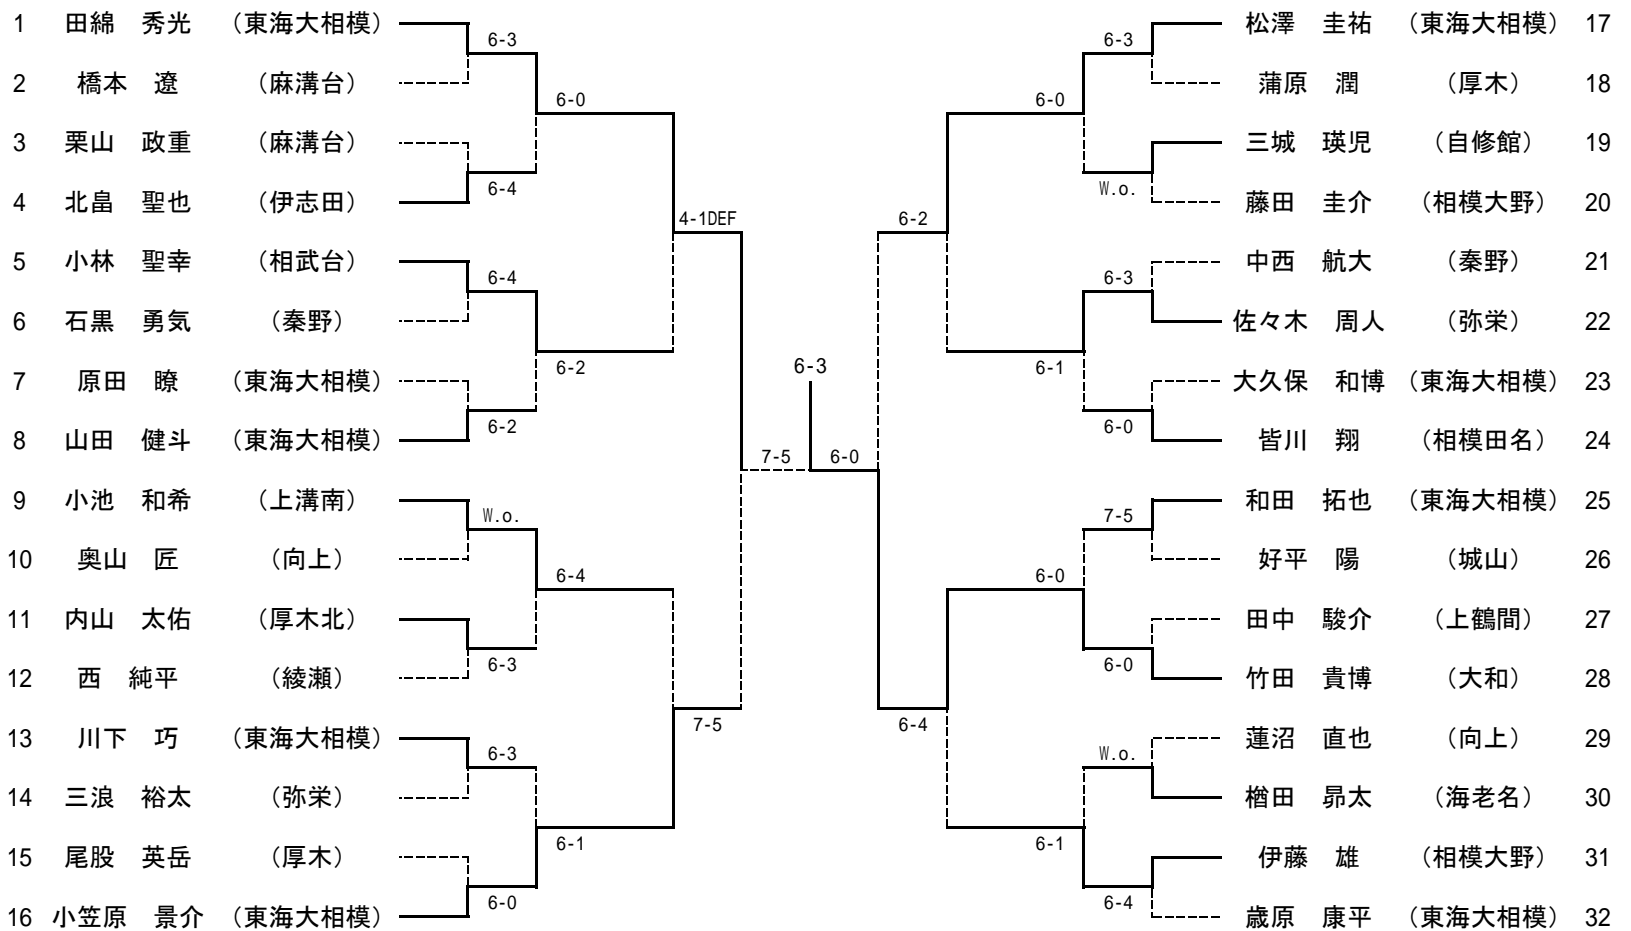 1 田綿 秀光 （東海大相模） 松澤 圭祐 （東海大相模） 17
6-3 6-3
2 橋本 遼 （麻溝台） 蒲原 潤 （厚木） 18
6-0 6-0
3 栗山 政重 （麻溝台） 三城 瑛児 （自修館） 19
6-4 W.o.
4 北畠 聖也 （伊志田） 藤田 圭介 （相模大野） 20
4-1DEF 6-2
5 小林 聖幸 （相武台） 中西 航大 （秦野） 21
6-4 6-3
6 石黒 勇気 （秦野） 佐々木 周人 （弥栄） 22
6-2 6-3 6-1
7 原田 瞭 （東海大相模） 大久保 和博 （東海大相模） 23
6-2 6-0
8 山田 健斗 （東海大相模） 皆川 翔 （相模田名） 24
7-5 6-0
9 小池 和希 （上溝南） 和田 拓也 （東海大相模） 25
W.o. 7-5
10 奥山 匠 （向上） 好平 陽 （城山） 26
6-4 6-0
11 内山 太佑 （厚木北） 田中 駿介 （上鶴間） 27
6-3 6-0
12 西 純平 （綾瀬） 竹田 貴博 （大和） 28
7-5 6-4
13 川下 巧 （東海大相模） 蓮沼 直也 （向上） 29
6-3 W.o.
14 三浪 裕太 （弥栄） 楢田 昴太 （海老名） 30
6-1 6-1
15 尾股 英岳 （厚木） 伊藤 雄 （相模大野） 31
6-0 6-4
16 小笠原 景介 （東海大相模） 歳原 康平 （東海大相模） 32